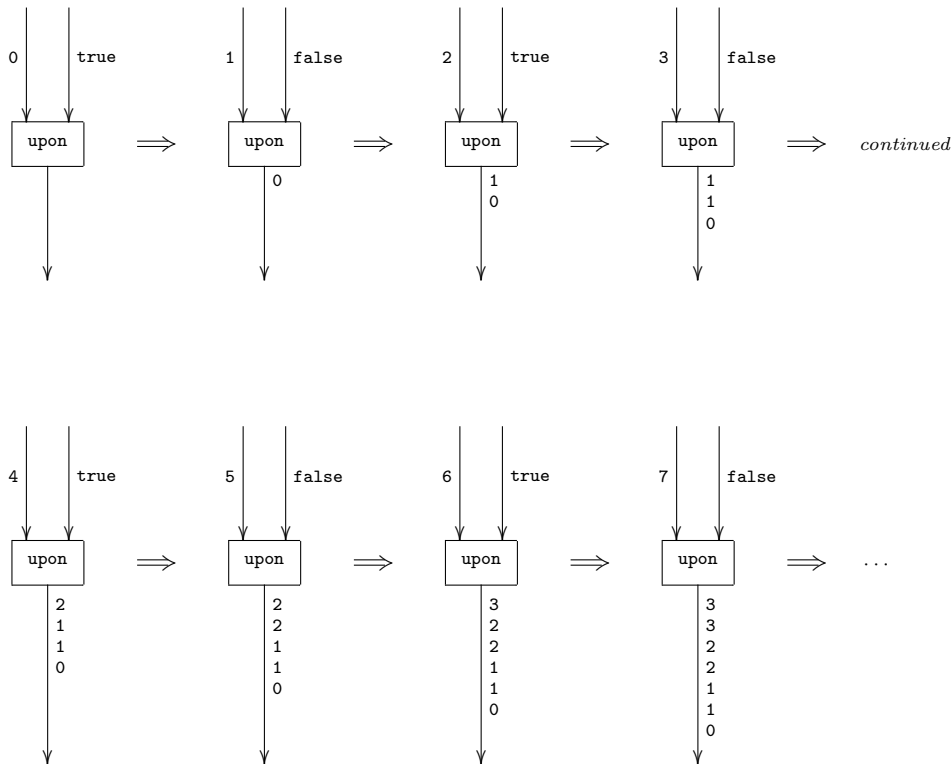 0 true 1 false 2 true 3 false
upon upon upon upon continued
0 1 1
0 1
0
4 true 5 false 6 true 7 false
upon upon upon upon ...
2 2 3 3
1 2 2 3
1 1 2 2
0 1 1 2
0 1 1
0 1
0